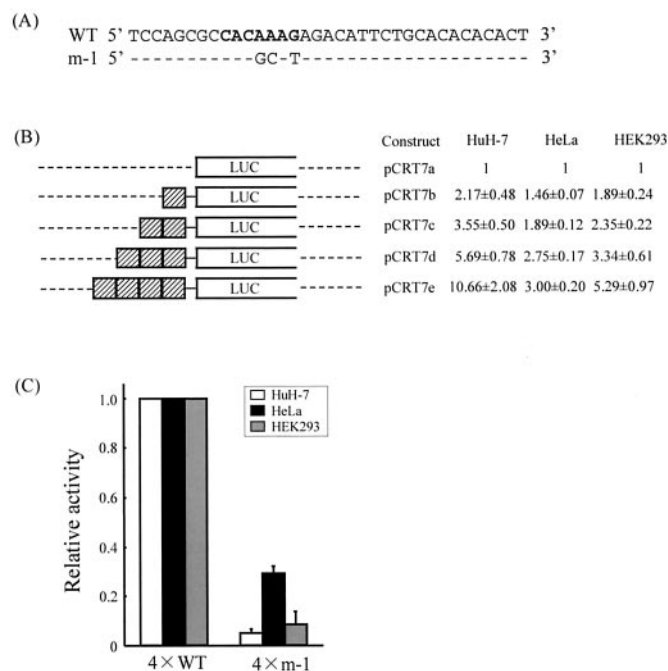 (A)
WT 5' TCCAGCGCCACAAAGAGACATTCTGCACACACACT 3'
m-1 5' -----------GC-T-------------------- 3'
(B)
Construct HuH-7 HeLa HEK293
LUC pCRT7a 1 1 1
LUC pCRT7b 2.17±0.48 1.46±0.07 1.89±0.24
LUC pCRT7c 3.55±0.50 1.89±0.12 2.35±0.22
LUC pCRT7d 5.69±0.78 2.75±0.17 3.34±0.61
LUC pCRT7e 10.66±2.08 3.00±0.20 5.29±0.97
(C)
Relative activity
1.0
0.8
0.6
0.4
0.2
0
HuH-7
HeLa
HEK293
4×WT 4×m-1